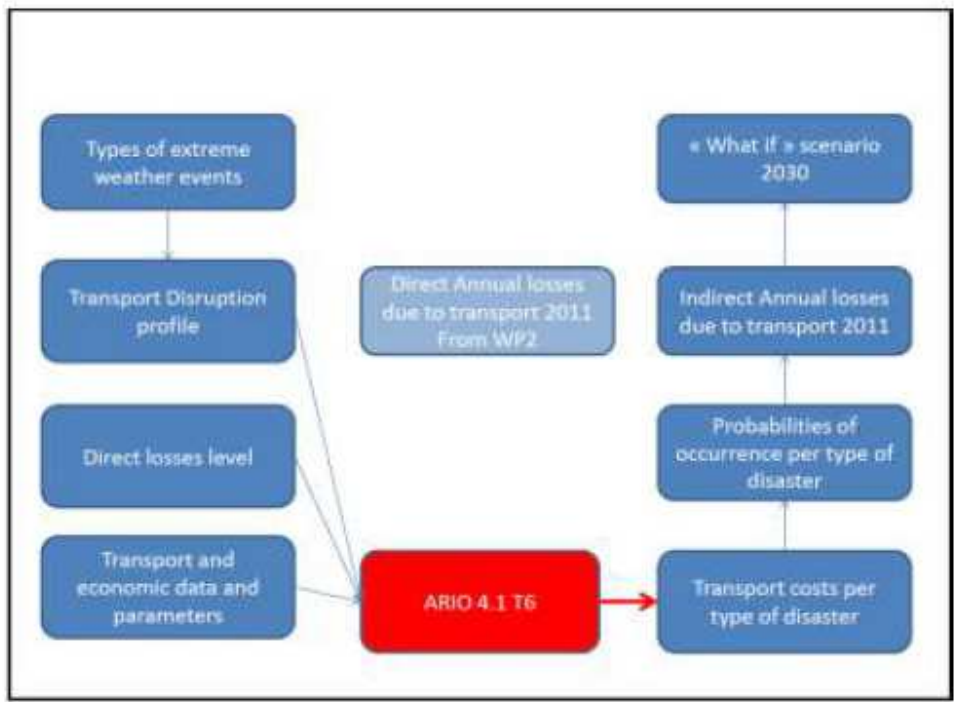 Types of extreme
weather events
Transport Disruption
profile
Direct losses level
Transport and
economic data and
parameters
Direct Annual losses
due to transport 2011
From WP2
ARIO 4.1 T6
« What if » scenario
2030
Indirect Annual losses
due to transport 2011
Probabilities of
occurrence per type of
disaster
Transport costs per
type of disaster